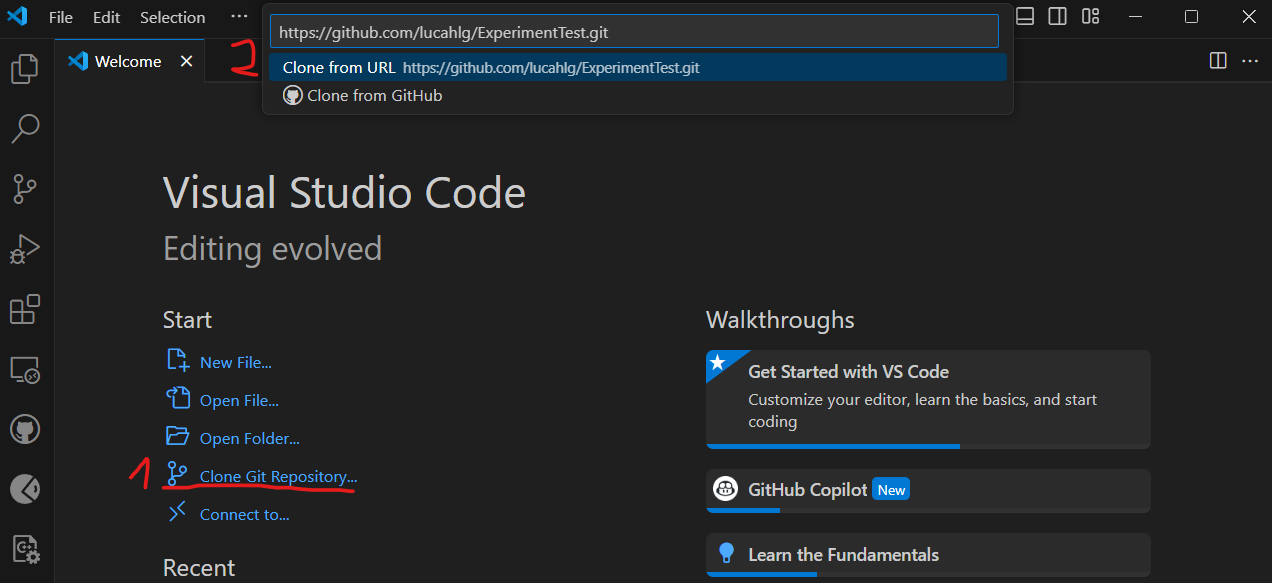 File Edit Selection ···
https://github.com/lucahlg/ExperimentTest.git
Welcome
2
Clone from URL https://github.com/lucahlg/ExperimentTest.git
Clone from GitHub
Visual Studio Code
Editing evolved
Start
New File...
Open File...
Open Folder...
1
Clone Git Repository...
Connect to...
Recent
Walkthroughs
Get Started with VS Code
Customize your editor, learn the basics, and start
coding
GitHub Copilot New
Learn the Fundamentals